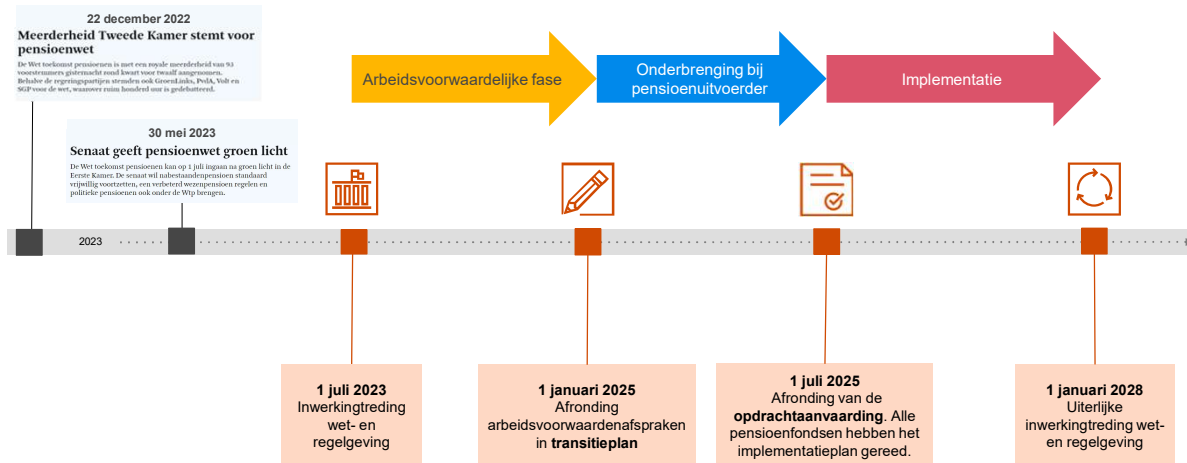 22 december 2022
Meerderheid Tweede Kamer stemt voor
pensioenwet
De Wet toekomst pensioenen is met een royale meerderheid van 93
voorstemmers gisternacht rond kwart voor twaalf aangenomen.
Behalve de regeringspartijen stemden ook GroenLinks, PvdA, Volt en
SGP voor de wet, waarover ruim honderd uur is gedebatteerd.
30 mei 2023
Senaat geeft pensioenwet groen licht
De Wet toekomst pensioenen kan op 1 juli ingaan na groen licht in de
Eerste Kamer. De senaat wil nabestaandenpensioen standaard
vrijwillig voortzetten, een verbeterd wezenpensioen regelen en
politieke pensioenen ook onder de Wtp brengen.
Arbeidsvoorwaardelijke fase
Onderbrenging bij
pensioenuitvoerder
Implementatie
2023
1 juli 2023
Inwerkingtreding
wet- en
regelgeving
1 januari 2025
Afronding
arbeidsvoorwaardenafspraken
in transitieplan
1 juli 2025
Afronding van de
opdrachtaanvaarding. Alle
pensioenfondsen hebben het
implementatieplan gereed.
1 januari 2028
Uiterlijke
inwerkingtreding wet-
en regelgeving